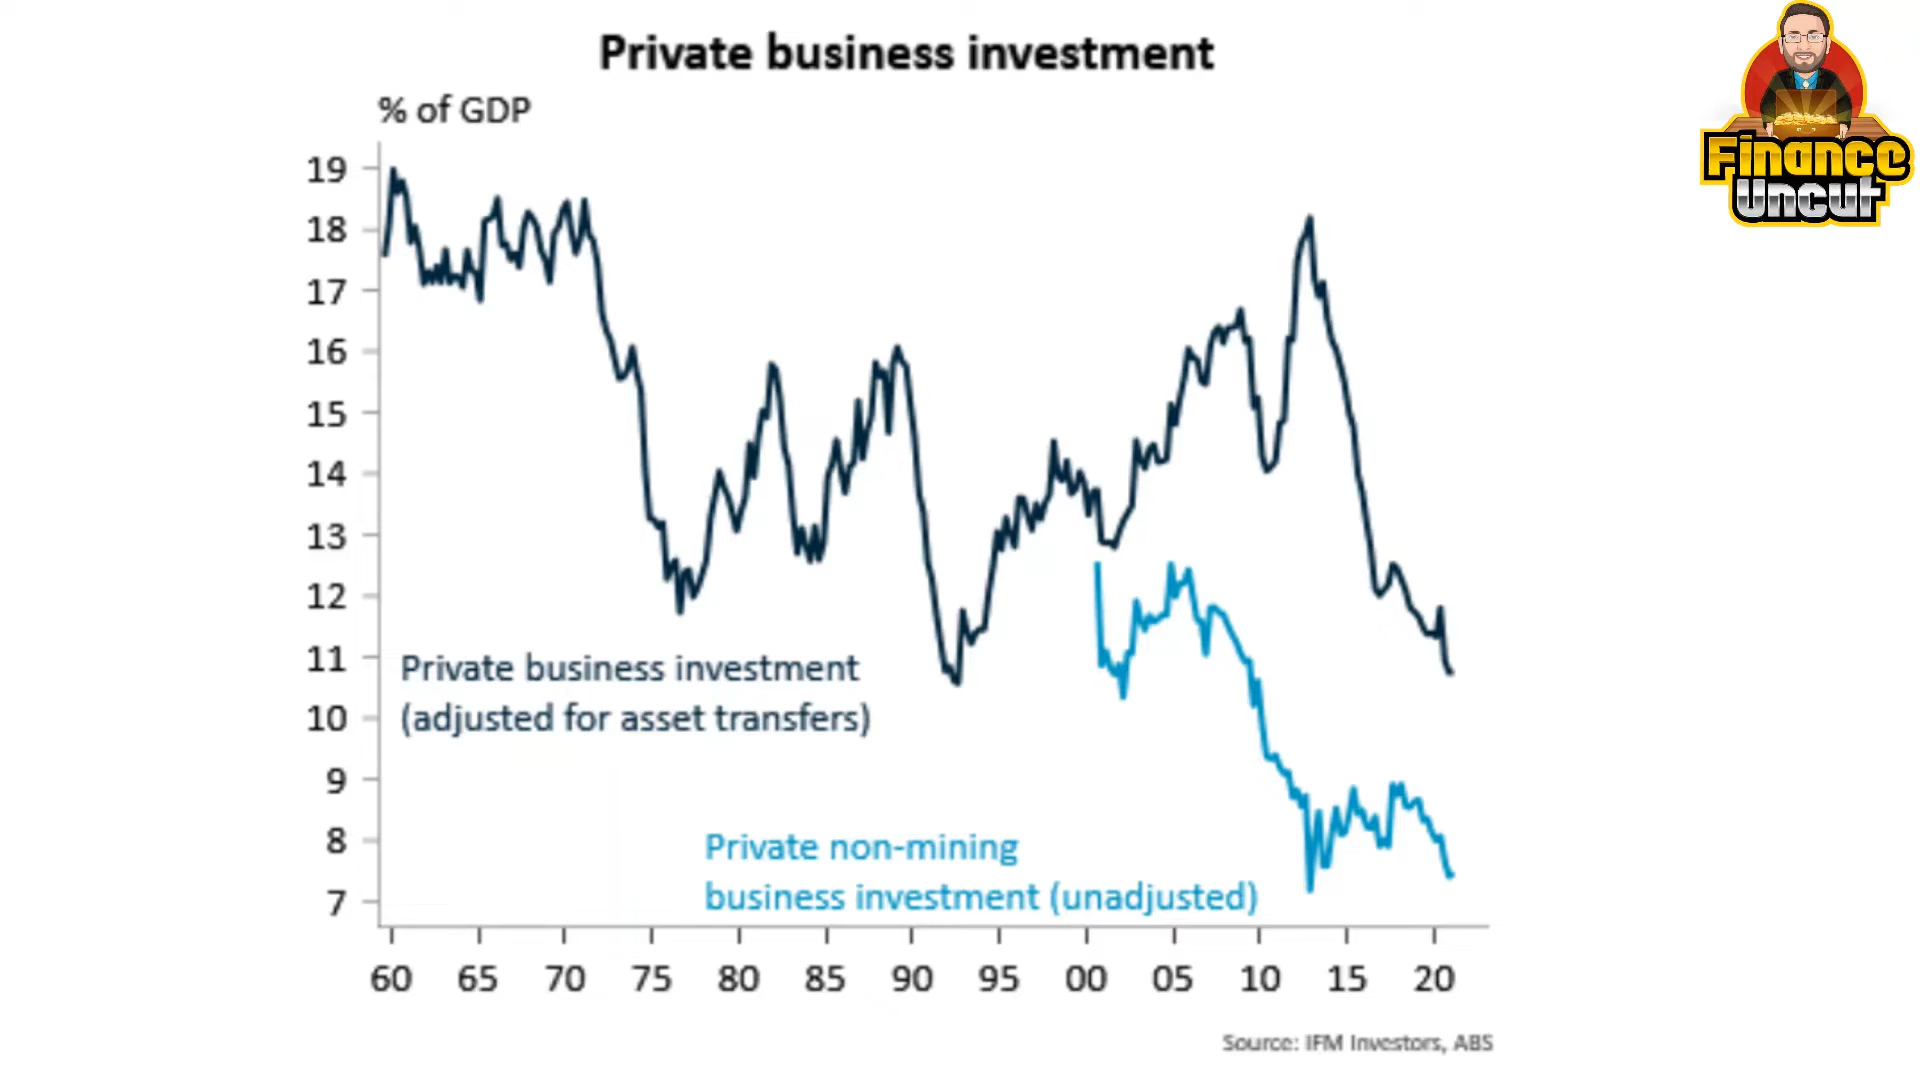 Private business investment
% of GDP
Finance
Uncut
19
18
17
16
15
14
13
12
11
10
9
8
7
Private business investment
(adjusted for asset transfers)
Private non-mining
business investment (unadjusted)
60 65 70 75 80 85 90 95 00 05 10 15 20
Source: IFM Investors, ABS